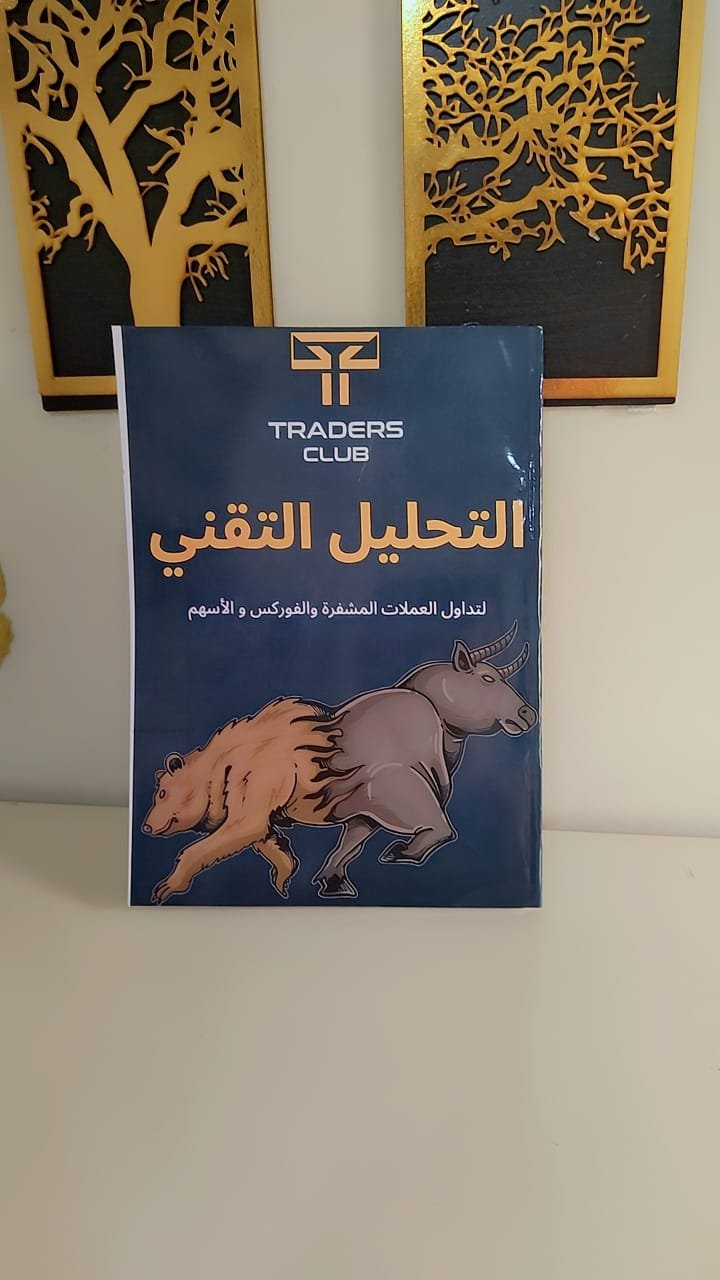 TRADERS
CLUB
التحليل التقني
لتداول العملات المشفرة والفوركس و الأسهم